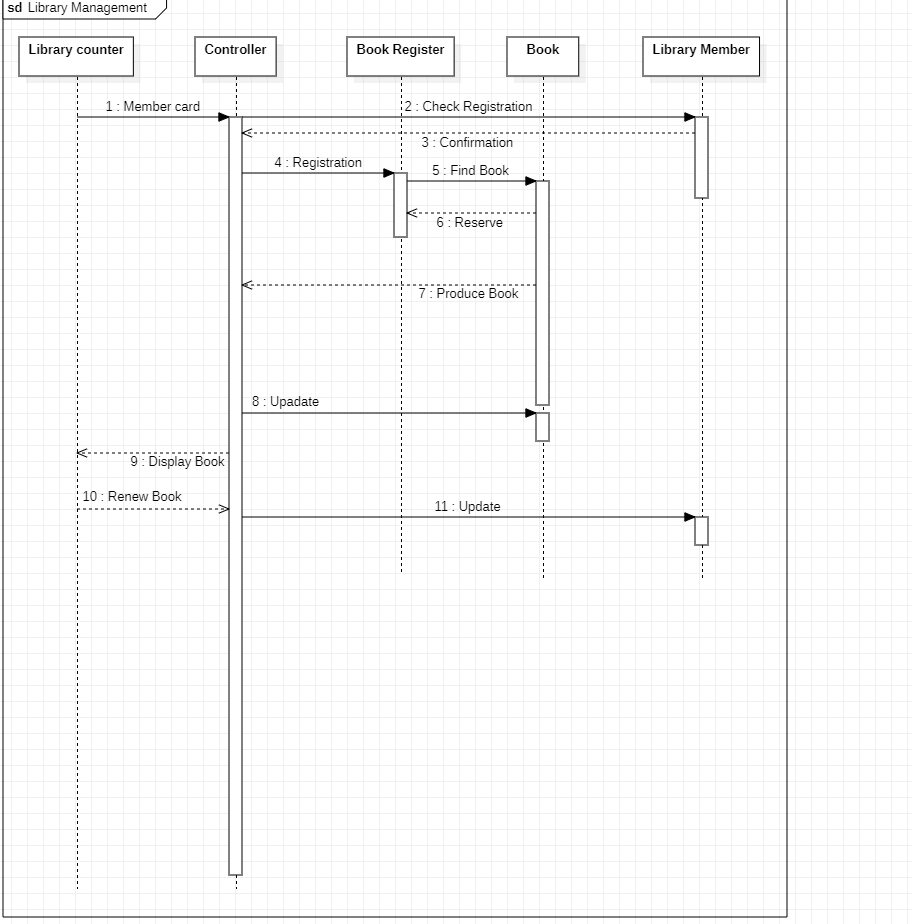 sd Library Management
Library counter
Controller
Book Register
Book
Library Member
1 : Member card
2 : Check Registration
3 : Confirmation
4 : Registration
5 : Find Book
6 : Reserve
7 : Produce Book
8 : Upadate
9 : Display Book
10 : Renew Book
11 : Update